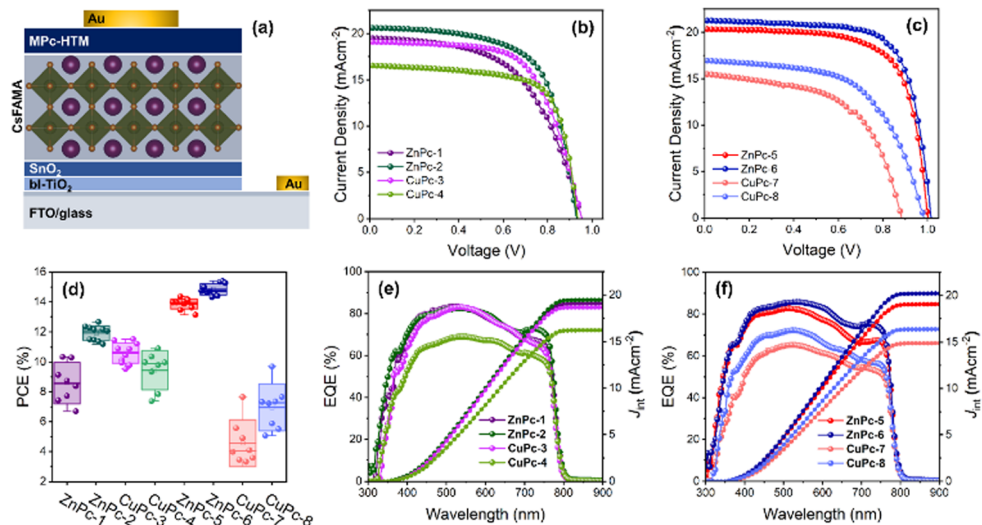 Au
(a)
MPc-HTM
CsFAMA
SnO₂
bl-TiO₂
Au
FTO/glass
(b)
Current Density (mAcm⁻²)
20
15
10
5
0
ZnPc-1
ZnPc-2
CuPc-3
CuPc-4
0.0 0.2 0.4 0.6 0.8 1.0
Voltage (V)
(c)
Current Density (mAcm⁻²)
20
15
10
5
0
ZnPc-5
ZnPc-6
CuPc-7
CuPc-8
0.0 0.2 0.4 0.6 0.8 1.0
Voltage (V)
(d)
PCE (%)
16
14
12
10
8
6
4
2
ZnPc-1
ZnPc-2
CuPc-3
CuPc-4
ZnPc-5
ZnPc-6
CuPc-7
CuPc-8
(e)
EQE (%)
100
80
60
40
20
0
ZnPc-1
ZnPc-2
CuPc-3
CuPc-4
20
15
10
5
0
Jint (mAcm⁻²)
300 400 500 600 700 800 900
Wavelength (nm)
(f)
EQE (%)
100
80
60
40
20
0
ZnPc-5
ZnPc-6
CuPc-7
CuPc-8
20
15
10
5
0
Jint (mAcm⁻²)
300 400 500 600 700 800 900
Wavelength (nm)